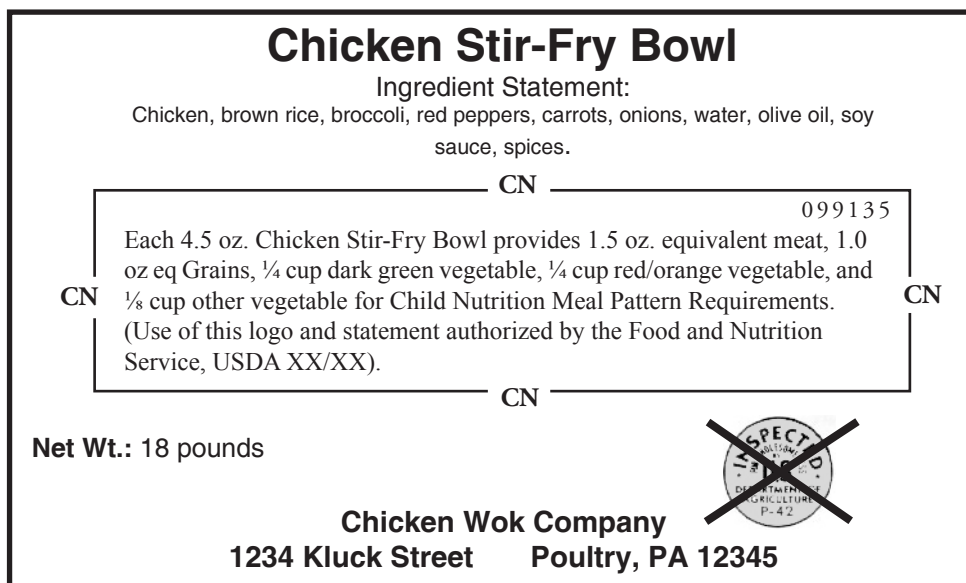 Chicken Stir-Fry Bowl
Ingredient Statement:
Chicken, brown rice, broccoli, red peppers, carrots, onions, water, olive oil, soy
sauce, spices.
CN
099135
Each 4.5 oz. Chicken Stir-Fry Bowl provides 1.5 oz. equivalent meat, 1.0
oz eq Grains, ¼ cup dark green vegetable, ¼ cup red/orange vegetable, and
CN
CN
⅛ cup other vegetable for Child Nutrition Meal Pattern Requirements.
(Use of this logo and statement authorized by the Food and Nutrition
Service, USDA XX/XX).
CN
Net Wt.: 18 pounds
INSPECTED
DEPARTMENT OF
AGRICULTURE
P-42
Chicken Wok Company
1234 Kluck Street Poultry, PA 12345